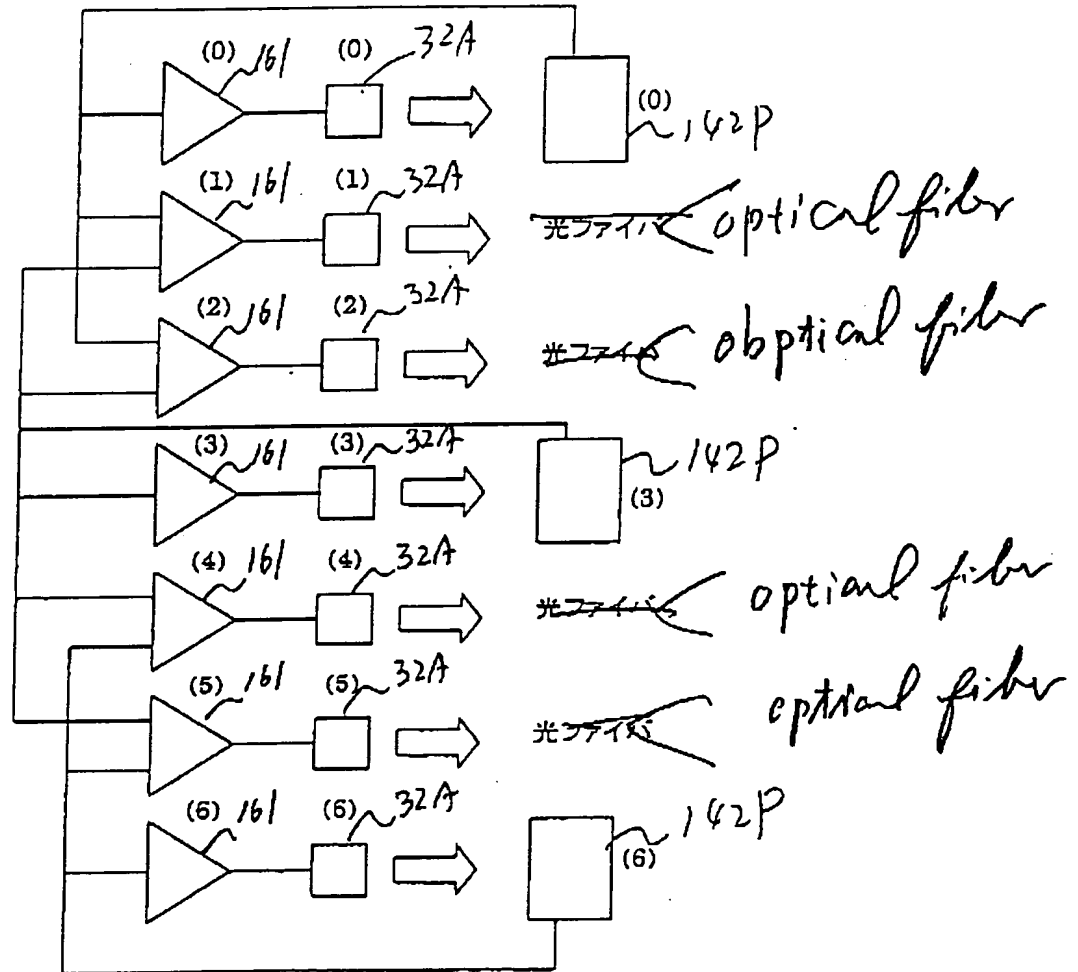 (0) 161 (0) 32A
(0)
142P
(1) 161 (1) 32A
光ファイバ optical fiber
(2) 161 (2) 32A
光ファイバ obptical fiber
(3) 161 (3) 32A
142P
(3)
(4) 161 (4) 32A
光ファイバ optical fiber
(5) 161 (5) 32A
光ファイバ optical fiber
(6) 161 (6) 32A
142P
(6)